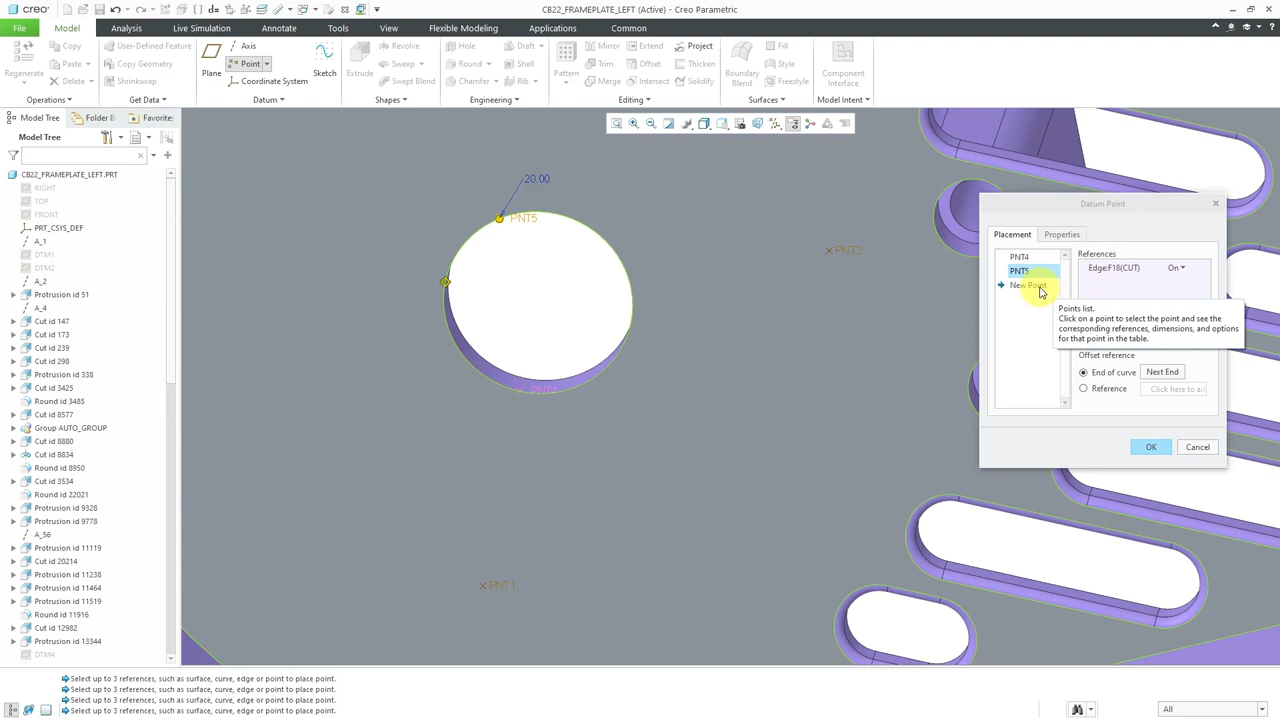 creo
CB22_FRAMEPLATE_LEFT (Active) - Creo Parametric
File Model Analysis Live Simulation Annotate Tools View Flexible Modeling Applications Common
Regenerate
Copy
Paste
Delete
User-Defined Feature
Copy Geometry
Shrinkwrap
Plane
Axis
Point
Coordinate System
Sketch
Extrude
Revolve
Sweep
Swept Blend
Hole
Round
Chamfer
Draft
Shell
Rib
Pattern
Mirror
Trim
Merge
Extend
Offset
Intersect
Project
Thicken
Solidify
Boundary
Blend
Fill
Style
Freestyle
Component
Interface
Operations Get Data Datum Shapes Engineering Editing Surfaces Model Intent
Model Tree Folder B Favorite:
Model Tree
CB22_FRAMEPLATE_LEFT.PRT
RIGHT
TOP
FRONT
PRT_CSYS_DEF
A_1
DTM1
DTM2
A_2
Protrusion id 51
A_4
Cut id 147
Cut id 173
Cut id 239
Cut id 298
Protrusion id 338
Cut id 3425
Round id 3485
Cut id 8577
Group AUTO_GROUP
Cut id 8880
Cut id 8834
Round id 8950
Cut id 3534
Round id 22021
Protrusion id 9328
Protrusion id 9778
A_56
Protrusion id 11119
Cut id 20214
Protrusion id 11238
Protrusion id 11464
Protrusion id 11519
Round id 11916
Cut id 12982
Protrusion id 13344
DTM4
20.00
PNT5
PNT2
PNT4
PNT1
Datum Point
Placement Properties
PNT4
PNT5
New Point
References
Edge:F18(CUT) On
Points list.
Click on a point to select the point and see the
corresponding references, dimensions, and options
for that point in the table.
Offset reference
End of curve Next End
Reference Click here to ad
OK Cancel
Select up to 3 references, such as surface, curve, edge or point to place point.
Select up to 3 references, such as surface, curve, edge or point to place point.
Select up to 3 references, such as surface, curve, edge or point to place point.
Select up to 3 references, such as surface, curve, edge or point to place point.
All